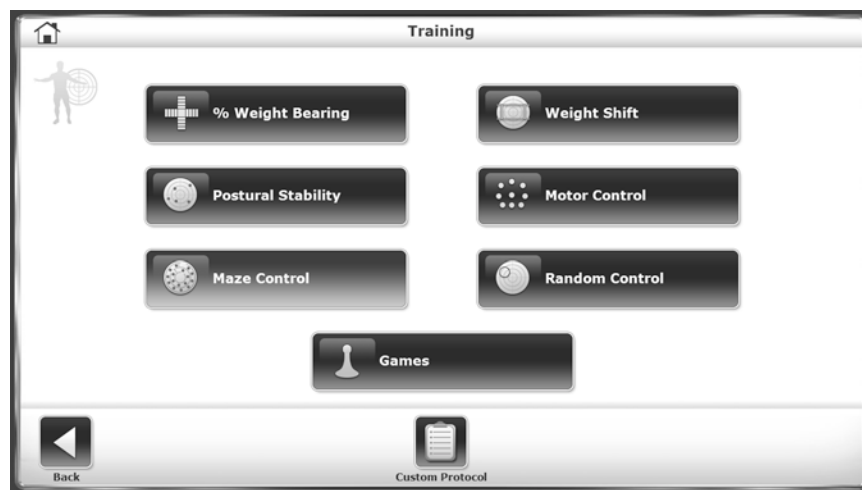 Training
% Weight Bearing
Weight Shift
Postural Stability
Motor Control
Maze Control
Random Control
Games
Back
Custom Protocol